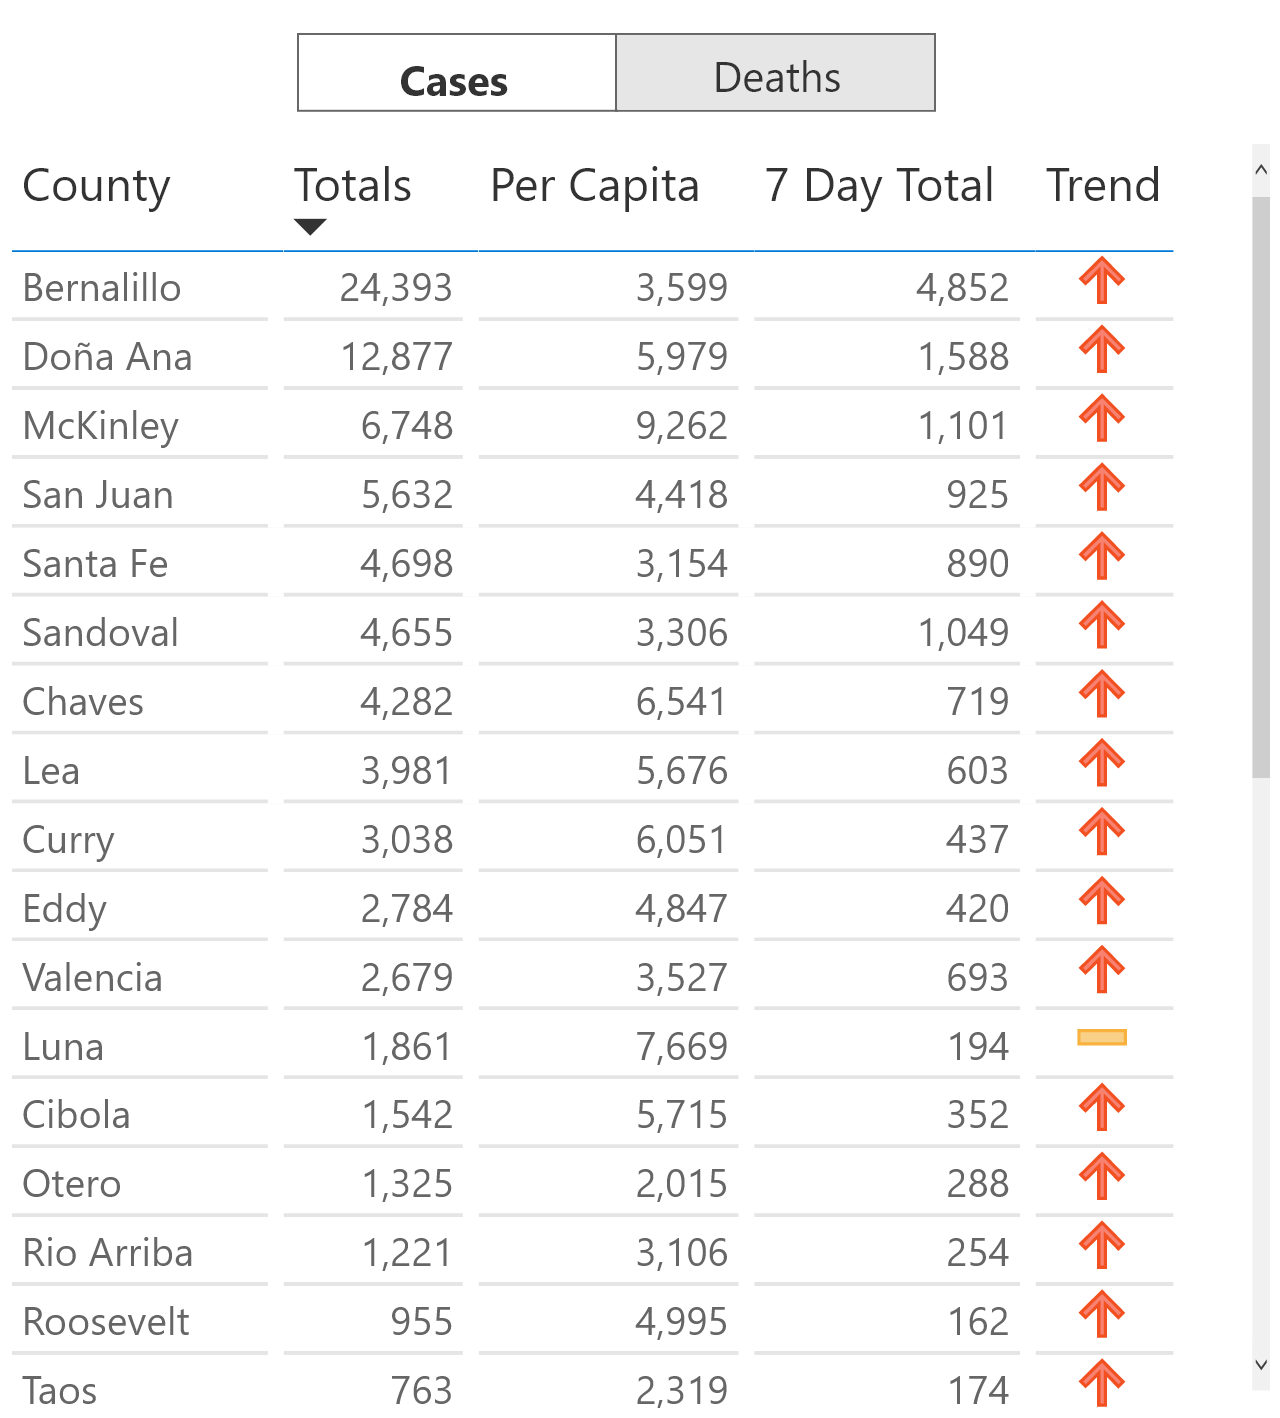 Cases Deaths
County Totals Per Capita 7 Day Total Trend
Bernalillo 24,393 3,599 4,852
Doña Ana 12,877 5,979 1,588
McKinley 6,748 9,262 1,101
San Juan 5,632 4,418 925
Santa Fe 4,698 3,154 890
Sandoval 4,655 3,306 1,049
Chaves 4,282 6,541 719
Lea 3,981 5,676 603
Curry 3,038 6,051 437
Eddy 2,784 4,847 420
Valencia 2,679 3,527 693
Luna 1,861 7,669 194
Cibola 1,542 5,715 352
Otero 1,325 2,015 288
Rio Arriba 1,221 3,106 254
Roosevelt 955 4,995 162
Taos 763 2,319 174